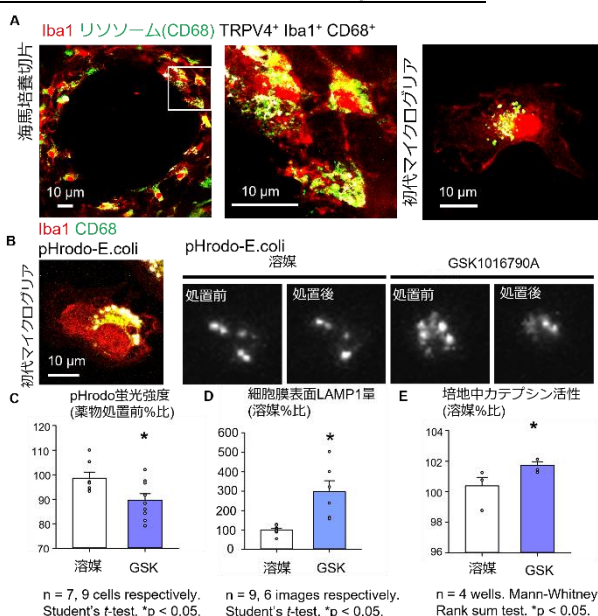 A
Iba1 リソソーム(CD68) TRPV4+ Iba1+ CD68+
海馬培養切片
10 µm
10 µm
初代マイクログリア
10 µm
Iba1 CD68
B
pHrodo-E.coli
初代マイクログリア
10 µm
pHrodo-E.coli
溶媒
GSK1016790A
処置前
処置後
処置前
処置後
C
pHrodo蛍光強度
(薬物処置前%比)
110
100
90
80
70
*
溶媒
GSK
n = 7, 9 cells respectively.
Student's t-test, *p < 0.05.
D
細胞膜表面LAMP1量
(溶媒%比)
600
500
400
300
200
100
0
*
溶媒
GSK
n = 9, 6 images respectively.
Student's t-test. *p < 0.05.
E
培地中カテプシン活性
(溶媒%比)
104
102
100
96
*
溶媒
GSK
n = 4 wells. Mann-Whitney
Rank sum test. *p < 0.05.